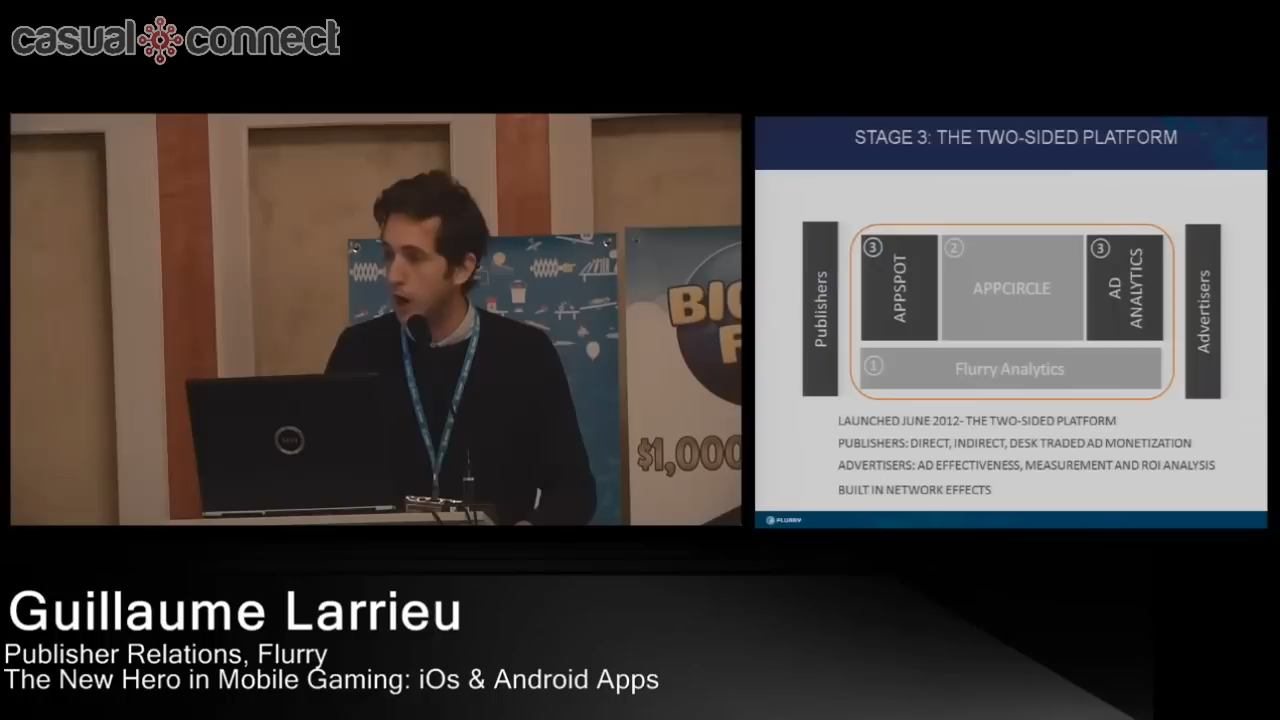 casual connect
STAGE 3: THE TWO-SIDED PLATFORM
Publishers
3
APPSPOT
2
APPCIRCLE
3
AD
ANALYTICS
1
Flurry Analytics
Advertisers
LAUNCHED JUNE 2012- THE TWO-SIDED PLATFORM
PUBLISHERS: DIRECT, INDIRECT, DESK TRADED AD MONETIZATION
ADVERTISERS: AD EFFECTIVENESS, MEASUREMENT AND ROI ANALYSIS
BUILT IN NETWORK EFFECTS
FLURRY
BIG
F
$1,000
DELL
Guillaume Larrieu
Publisher Relations, Flurry
The New Hero in Mobile Gaming: iOs & Android Apps